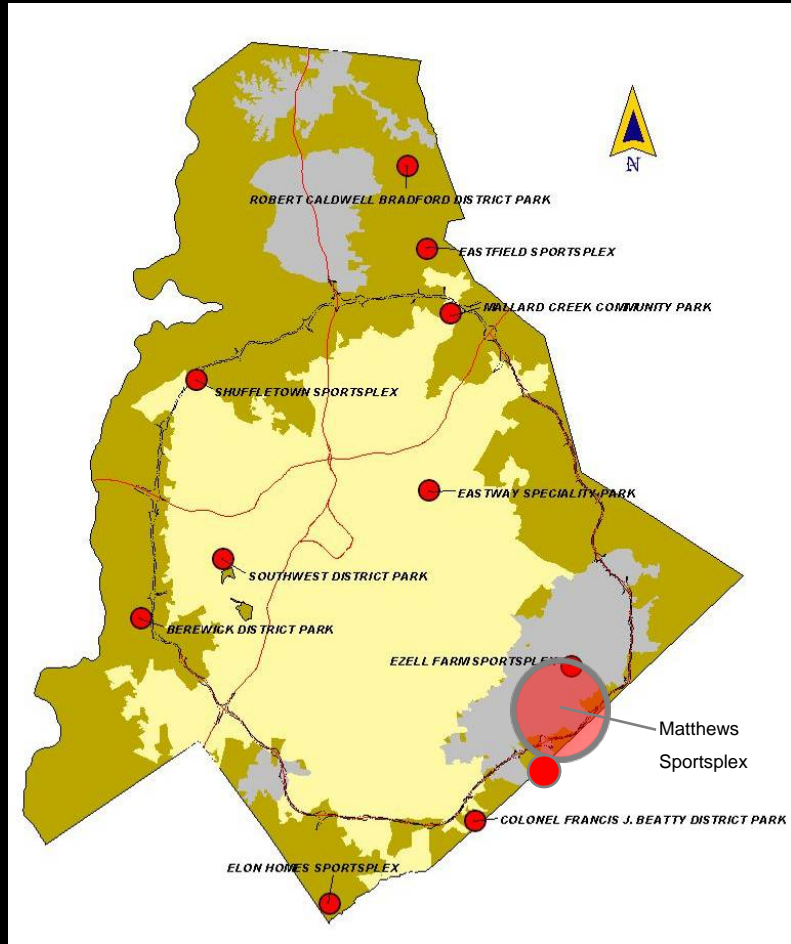 N
ROBERT CALDWELL BRADFORD DISTRICT PARK
EASTFIELD SPORTSPLEX
MALLARD CREEK COMMUNITY PARK
SHUFFLETOWN SPORTSPLEX
EASTWAY SPECIALITY PARK
SOUTHWEST DISTRICT PARK
BEREWICK DISTRICT PARK
EZELL FARM SPORTSPLEX
Matthews
Sportsplex
COLONEL FRANCIS J. BEATTY DISTRICT PARK
ELON HOMES SPORTSPLEX